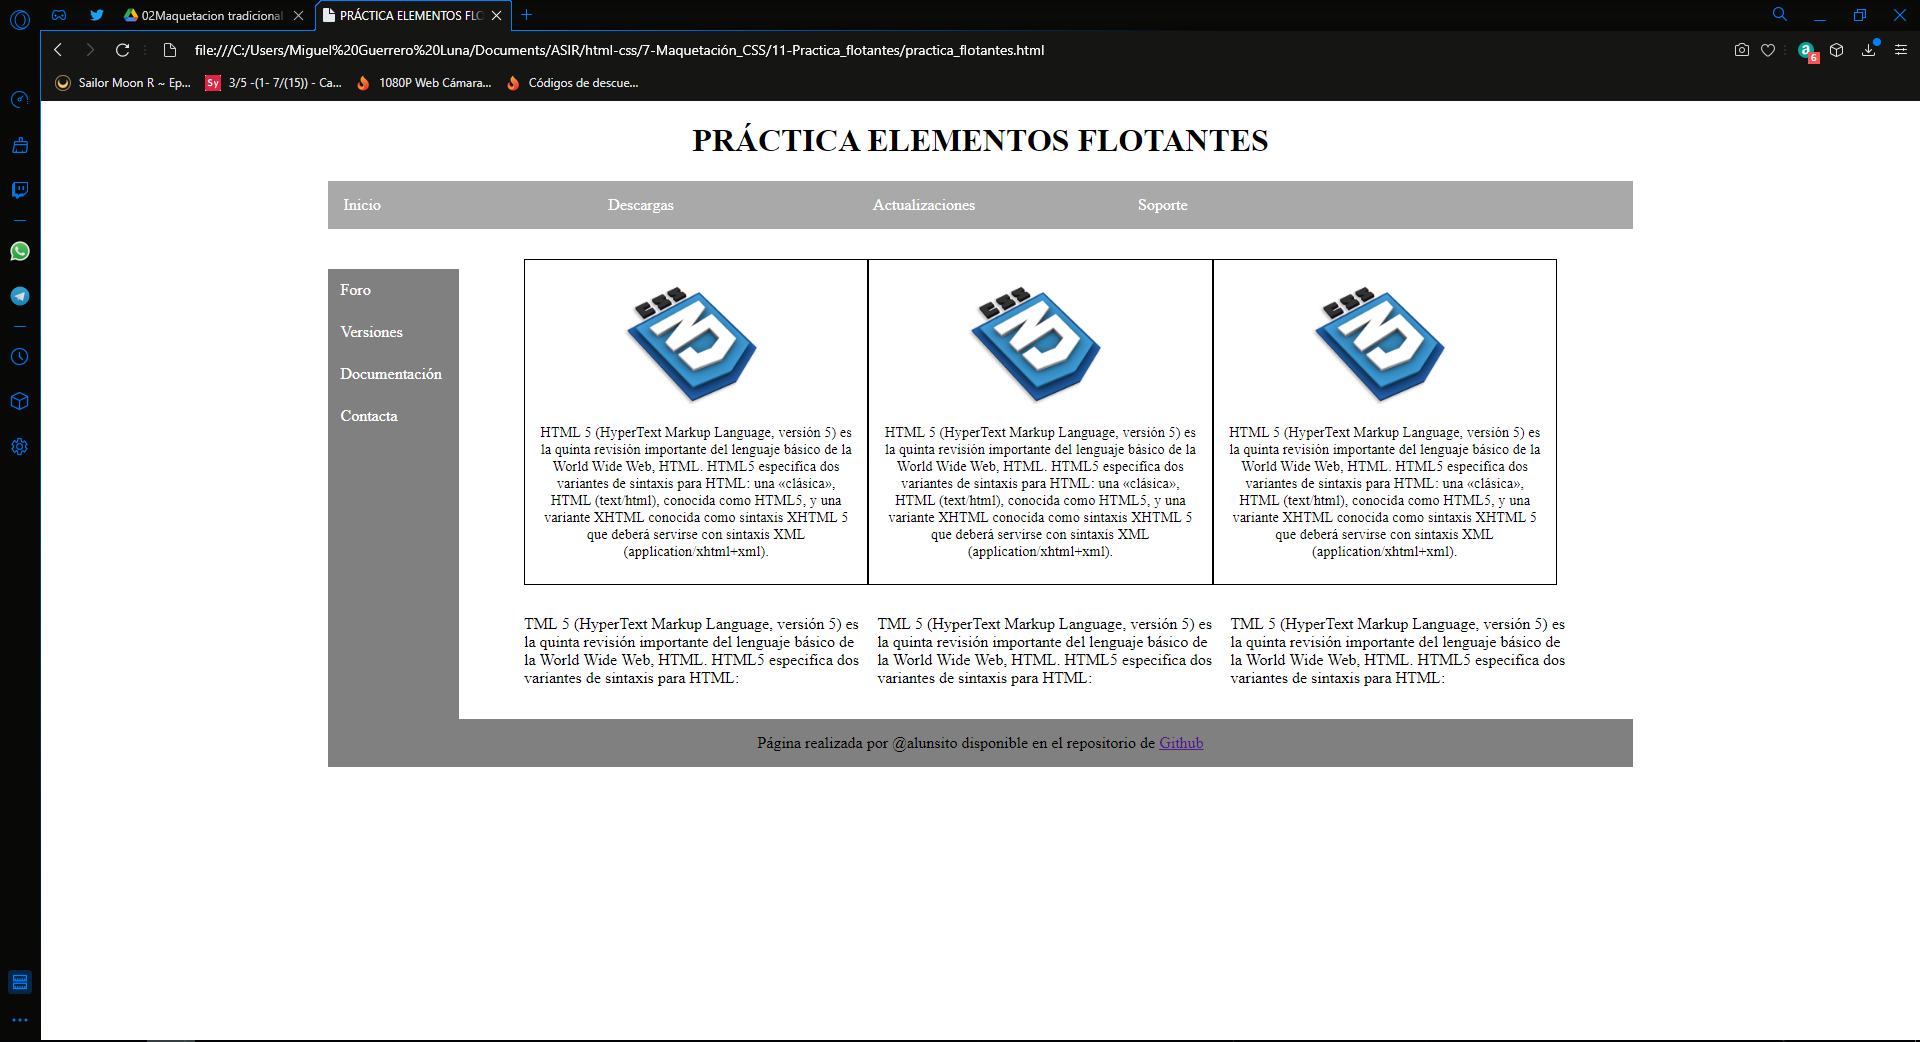 02Maquetacion tradicional
PRÁCTICA ELEMENTOS FLO
file:///C:/Users/Miguel%20Guerrero%20Luna/Documents/ASIR/html-css/7-Maquetación_CSS/11-Practica_flotantes/practica_flotantes.html
6
Sailor Moon R ~ Ep...
Sy 3/5 -(1- 7/(15)) - Ca...
1080P Web Cámara...
Códigos de descue...
PRÁCTICA ELEMENTOS FLOTANTES
Inicio Descargas Actualizaciones Soporte
Foro
Versiones
Documentación
Contacta
HTML 5 (HyperText Markup Language, versión 5) es
la quinta revisión importante del lenguaje básico de la
World Wide Web, HTML. HTML5 especifica dos
variantes de sintaxis para HTML: una «clásica»,
HTML (text/html), conocida como HTML5, y una
variante XHTML conocida como sintaxis XHTML 5
que deberá servirse con sintaxis XML
(application/xhtml+xml).
HTML 5 (HyperText Markup Language, versión 5) es
la quinta revisión importante del lenguaje básico de la
World Wide Web, HTML. HTML5 especifica dos
variantes de sintaxis para HTML: una «clásica»,
HTML (text/html), conocida como HTML5, y una
variante XHTML conocida como sintaxis XHTML 5
que deberá servirse con sintaxis XML
(application/xhtml+xml).
HTML 5 (HyperText Markup Language, versión 5) es
la quinta revisión importante del lenguaje básico de la
World Wide Web, HTML. HTML5 especifica dos
variantes de sintaxis para HTML: una «clásica»,
HTML (text/html), conocida como HTML5, y una
variante XHTML conocida como sintaxis XHTML 5
que deberá servirse con sintaxis XML
(application/xhtml+xml).
TML 5 (HyperText Markup Language, versión 5) es
la quinta revisión importante del lenguaje básico de
la World Wide Web, HTML. HTML5 especifica dos
variantes de sintaxis para HTML:
TML 5 (HyperText Markup Language, versión 5) es
la quinta revisión importante del lenguaje básico de
la World Wide Web, HTML. HTML5 especifica dos
variantes de sintaxis para HTML:
TML 5 (HyperText Markup Language, versión 5) es
la quinta revisión importante del lenguaje básico de
la World Wide Web, HTML. HTML5 especifica dos
variantes de sintaxis para HTML:
Página realizada por @alunsito disponible en el repositorio de Github